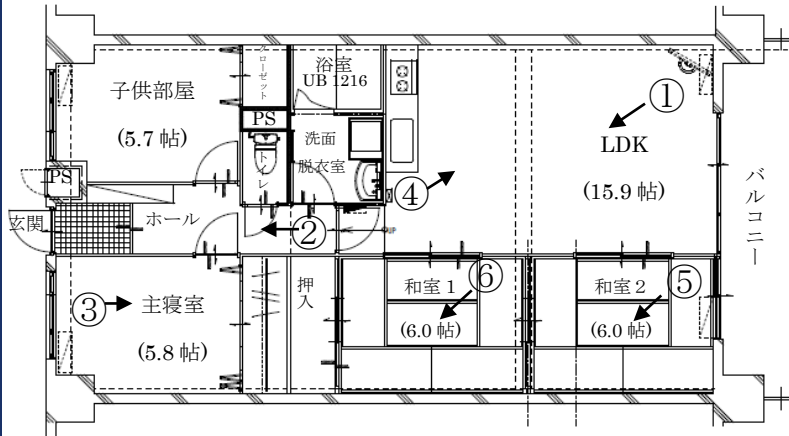 子供部屋
(5.7 帖)
クローゼット
浴室
UB 1216
PS
洗面
脱衣室
トイレ
①
LDK
(15.9 帖)
バルコニー
④
PS
玄関
ホール
②
UP
③
主寝室
(5.8 帖)
押入
和室 1
⑥
(6.0 帖)
和室 2
⑤
(6.0 帖)